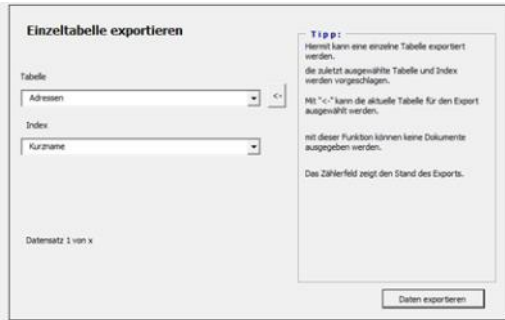 Einzeltabelle exportieren
Tabelle
Adressen
<-
Index
Kurzname
Datensatz 1 von x
Tipp:
Hiermit kann eine einzelne Tabelle exportiert
werden.
die zuletzt ausgewählte Tabelle und Index
werden vorgeschlagen.
Mit "<-" kann die aktuelle Tabelle für den Export
ausgewählt werden.
mit dieser Funktion können keine Dokumente
ausgegeben werden.
Das Zählerfeld zeigt den Stand des Exports.
Daten exportieren